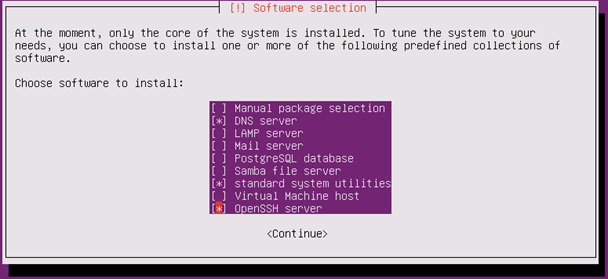 [!] Software selection
At the moment, only the core of the system is installed. To tune the system to your
needs, you can choose to install one or more of the following predefined collections of
software.
Choose software to install:
[ ] Manual package selection
[*] DNS server
[ ] LAMP server
[ ] Mail server
[ ] PostgreSQL database
[ ] Samba file server
[*] standard system utilities
[ ] Virtual Machine host
[*] OpenSSH server
<Continue>